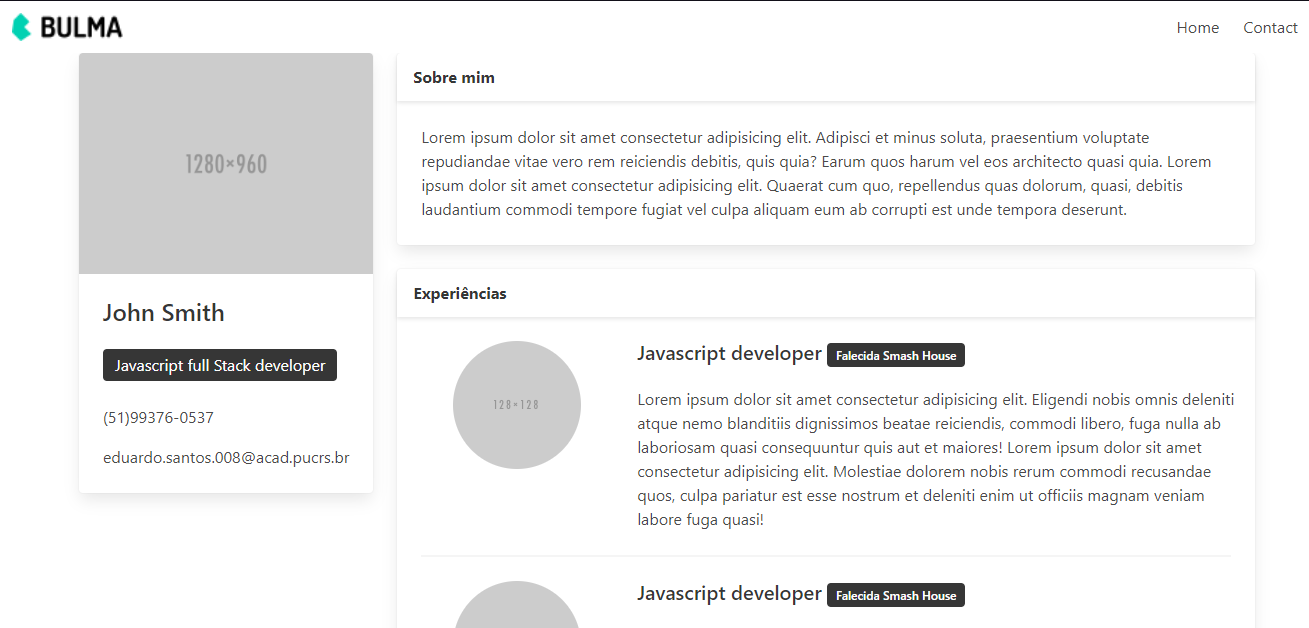 BULMA
Home
Contact
1280×960
John Smith
Javascript full Stack developer
(51)99376-0537
eduardo.santos.008@acad.pucrs.br
Sobre mim
Lorem ipsum dolor sit amet consectetur adipisicing elit. Adipisci et minus soluta, praesentium voluptate
repudiandae vitae vero rem reiciendis debitis, quis quia? Earum quos harum vel eos architecto quasi quia. Lorem
ipsum dolor sit amet consectetur adipisicing elit. Quaerat cum quo, repellendus quas dolorum, quasi, debitis
laudantium commodi tempore fugiat vel culpa aliquam eum ab corrupti est unde tempora deserunt.
Experiências
128×128
Javascript developer Falecida Smash House
Lorem ipsum dolor sit amet consectetur adipisicing elit. Eligendi nobis omnis deleniti
atque nemo blanditiis dignissimos beatae reiciendis, commodi libero, fuga nulla ab
laboriosam quasi consequuntur quis aut et maiores! Lorem ipsum dolor sit amet
consectetur adipisicing elit. Molestiae dolorem nobis rerum commodi recusandae
quos, culpa pariatur est esse nostrum et deleniti enim ut officiis magnam veniam
labore fuga quasi!
Javascript developer Falecida Smash House